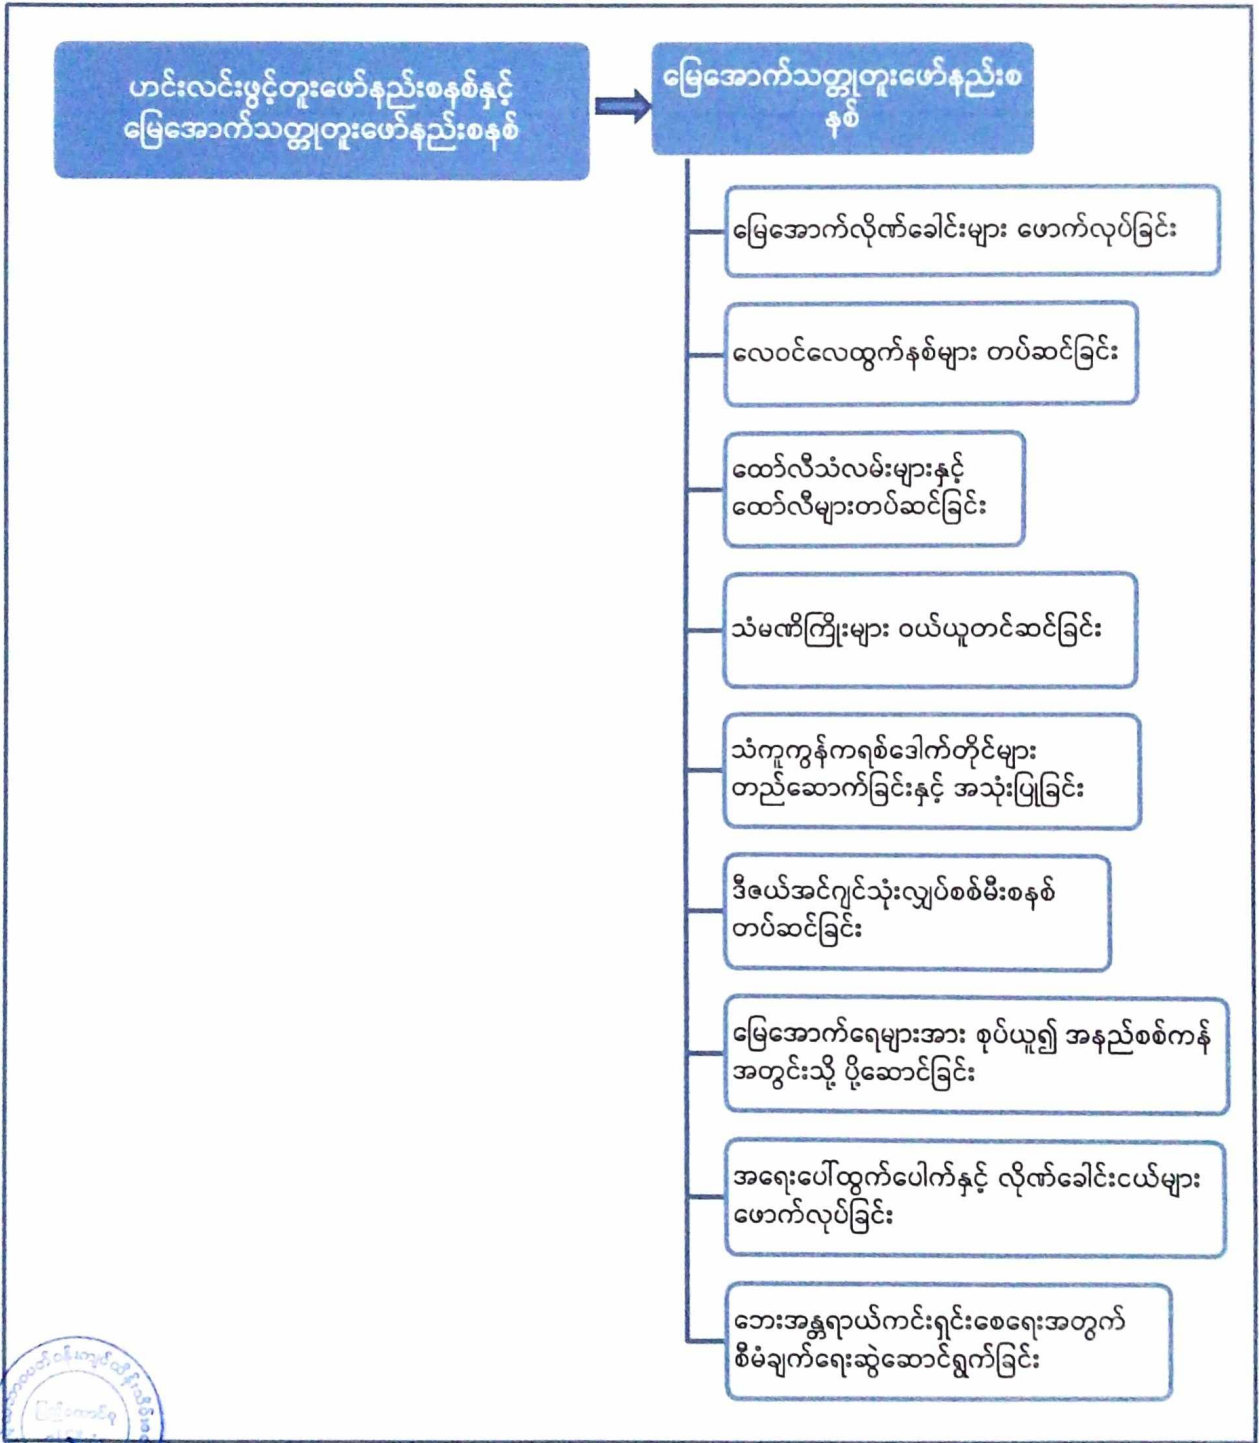 ဟင်းလင်းဖွင့်တူးဖော်နည်းစနစ်နှင့်
မြေအောက်သတ္တုတူးဖော်နည်းစနစ်
မြေအောက်သတ္တုတူးဖော်နည်းစ
နစ်
မြေအောက်လိုဏ်ခေါင်းများ ဖောက်လုပ်ခြင်း
လေဝင်လေထွက်နစ်များ တပ်ဆင်ခြင်း
ထော်လီသံလမ်းများနှင့်
ထော်လီများတပ်ဆင်ခြင်း
သံမဏိကြိုးများ ဝယ်ယူတင်ဆင်ခြင်း
သံကူကွန်ကရစ်ဒေါက်တိုင်များ
တည်ဆောက်ခြင်းနှင့် အသုံးပြုခြင်း
ဒီဇယ်အင်ဂျင်သုံးလျှပ်စစ်မီးစနစ်
တပ်ဆင်ခြင်း
မြေအောက်ရေများအား စုပ်ယူ၍ အနည်စစ်ကန်
အတွင်းသို့ ပို့ဆောင်ခြင်း
အရေးပေါ်ထွက်ပေါက်နှင့် လိုဏ်ခေါင်းငယ်များ
ဖောက်လုပ်ခြင်း
ဘေးအန္တရာယ်ကင်းရှင်းစေရေးအတွက်
စီမံချက်ရေးဆွဲဆောင်ရွက်ခြင်း